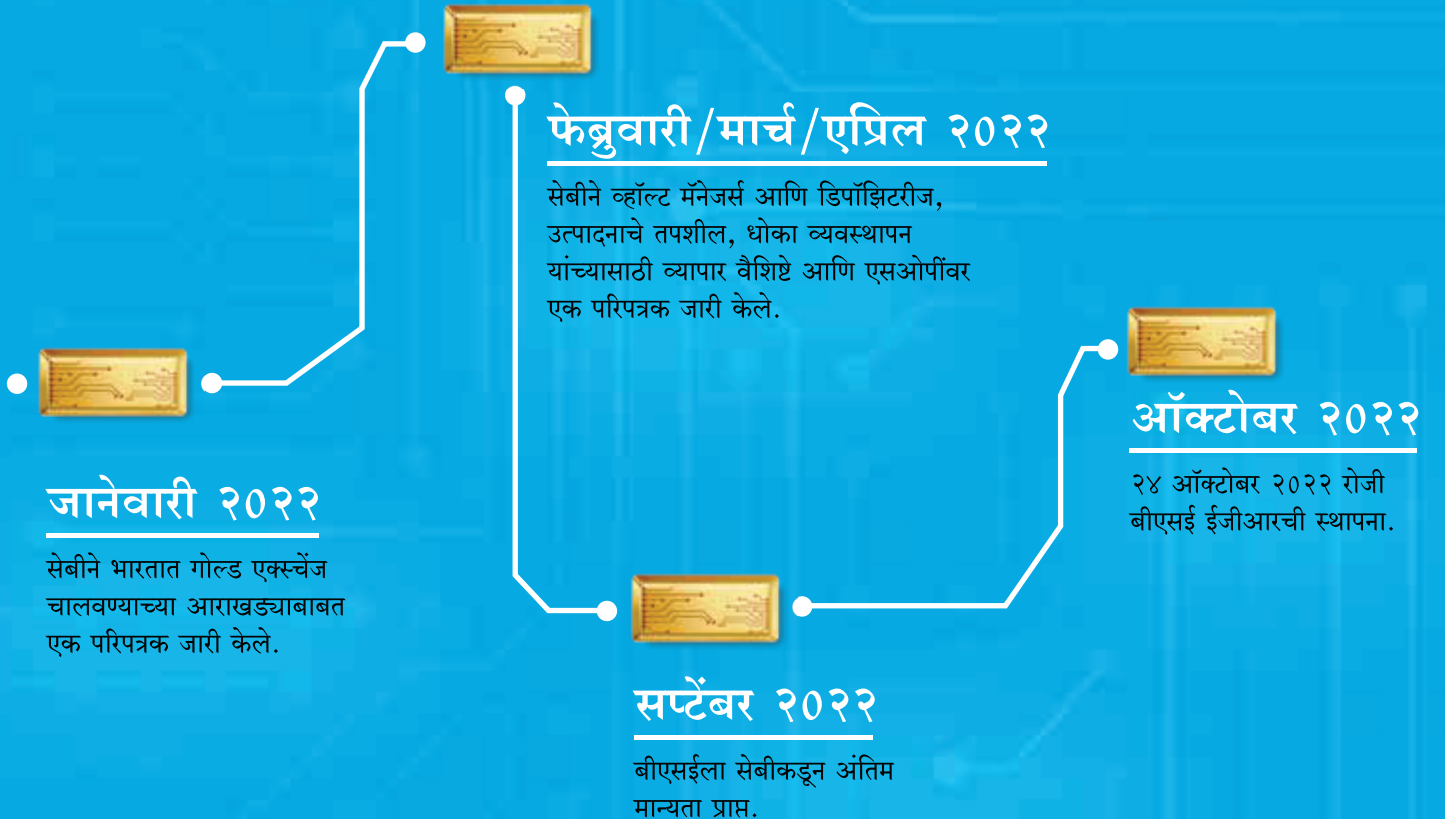 फेब्रुवारी/मार्च/एप्रिल २०२२
सेबीने व्हॉल्ट मॅनेजर्स आणि डिपॉझिटरीज,
उत्पादनाचे तपशील, धोका व्यवस्थापन
यांच्यासाठी व्यापार वैशिष्टे आणि एसओपींवर
एक परिपत्रक जारी केले.
जानेवारी २०२२
सेबीने भारतात गोल्ड एक्स्चेंज
चालवण्याच्या आराखड्याबाबत
एक परिपत्रक जारी केले.
सप्टेंबर २०२२
बीएसईला सेबीकडून अंतिम
मान्यता प्राप्त.
ऑक्टोबर २०२२
२४ ऑक्टोबर २०२२ रोजी
बीएसई ईजीआरची स्थापना.